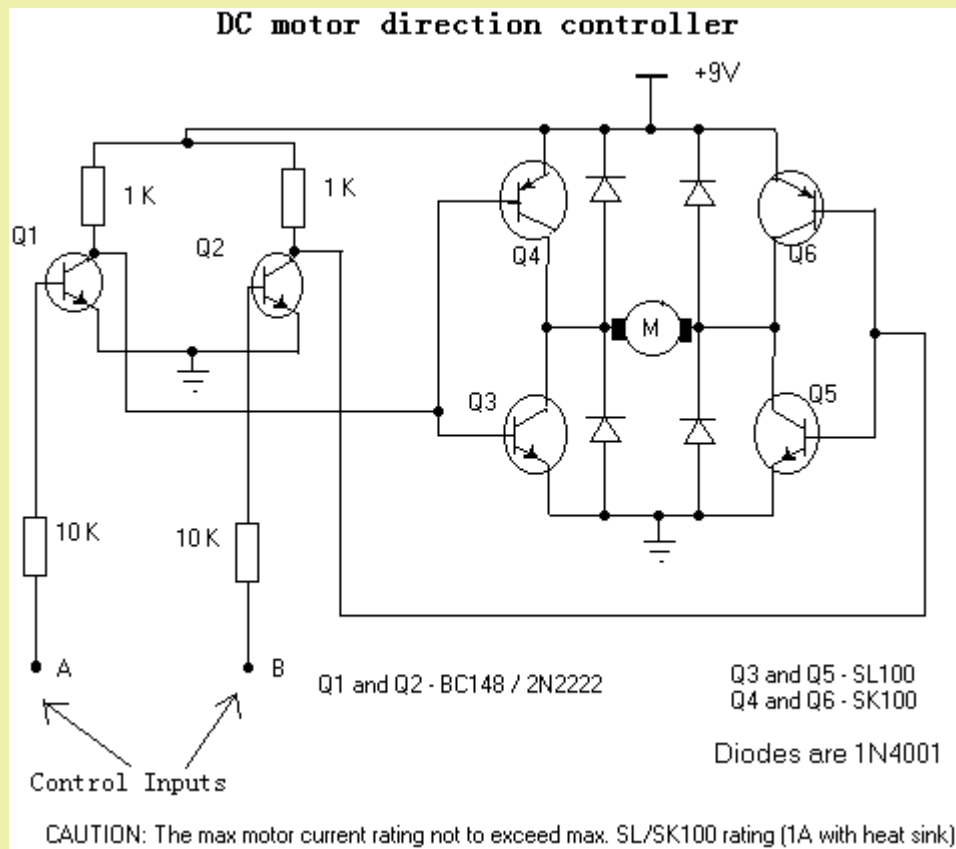 DC motor direction controller
+9V
1 K
1 K
Q1
Q2
Q4
Q6
M
Q3
Q5
10 K
10 K
A
B
Q1 and Q2 - BC148 / 2N2222
Q3 and Q5 - SL100
Q4 and Q6 - SK100
Diodes are 1N4001
Control Inputs
CAUTION: The max motor current rating not to exceed max. SL/SK100 rating (1A with heat sink)